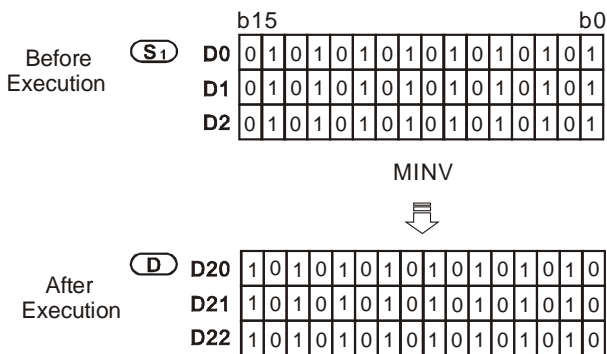 b15 b0
Before Execution S1 D0 0 1 0 1 0 1 0 1 0 1 0 1 0 1 0 1
D1 0 1 0 1 0 1 0 1 0 1 0 1 0 1 0 1
D2 0 1 0 1 0 1 0 1 0 1 0 1 0 1 0 1
MINV
After Execution D D20 1 0 1 0 1 0 1 0 1 0 1 0 1 0 1 0
D21 1 0 1 0 1 0 1 0 1 0 1 0 1 0 1 0
D22 1 0 1 0 1 0 1 0 1 0 1 0 1 0 1 0